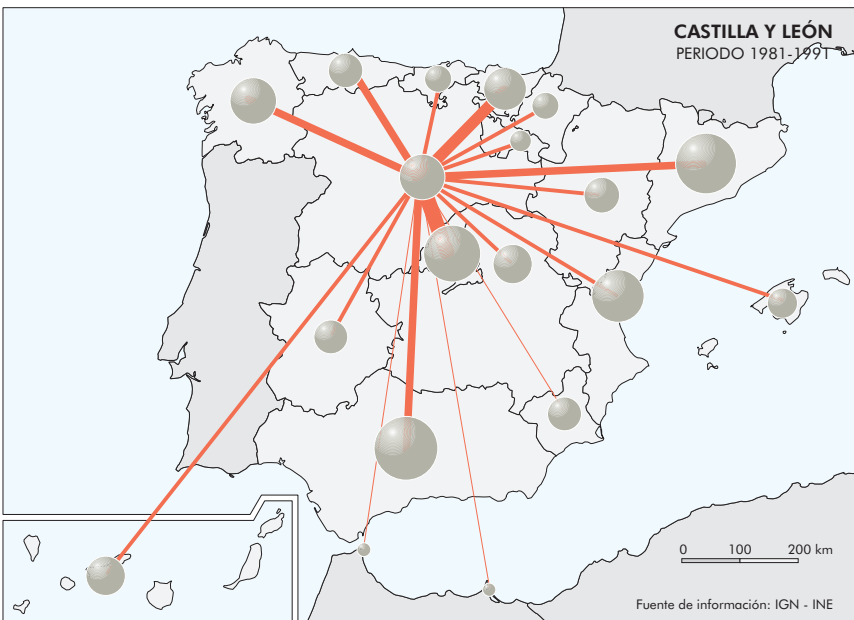 CASTILLA Y LEÓN
PERIODO 1981-1991
0 100 200 km
Fuente de información: IGN - INE